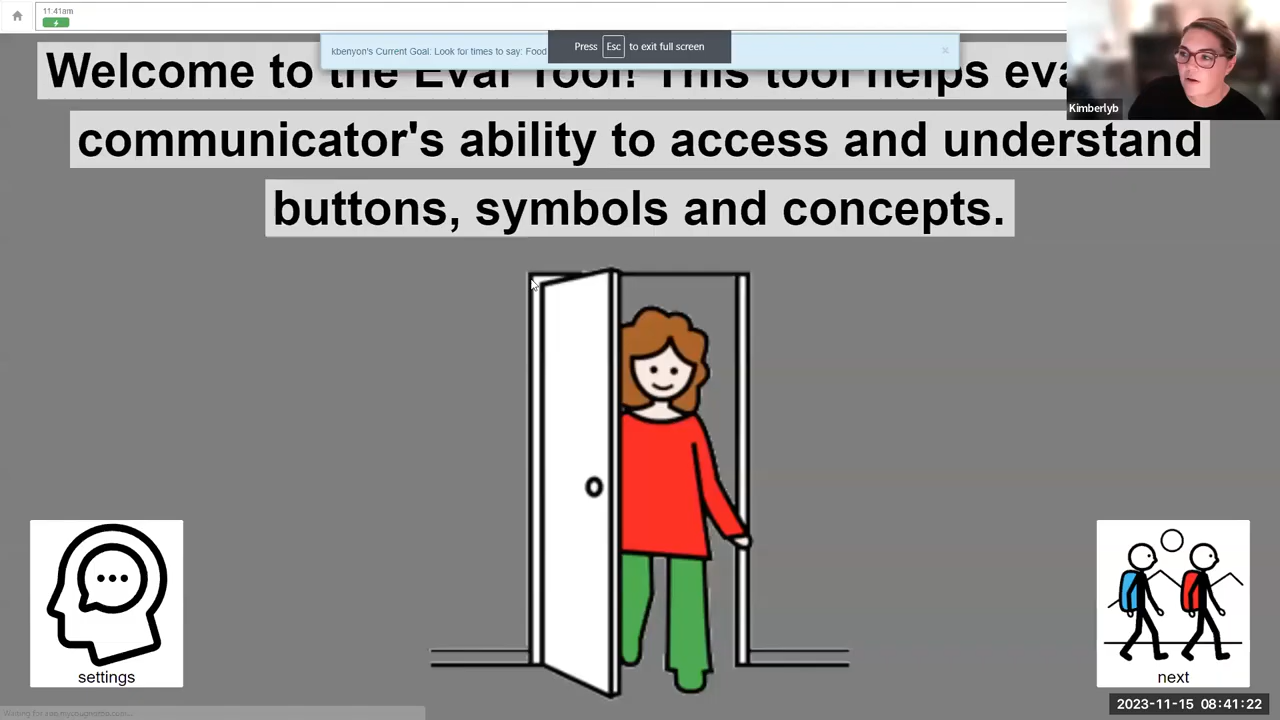 11:41am
kbenyon's Current Goal: Look for times to say: Food
Press Esc to exit full screen
Welcome to the Eval Tool! This tool helps
communicator's ability to access and understand
buttons, symbols and concepts.
Kimberlyb
settings
next
2023-11-15 08:41:22